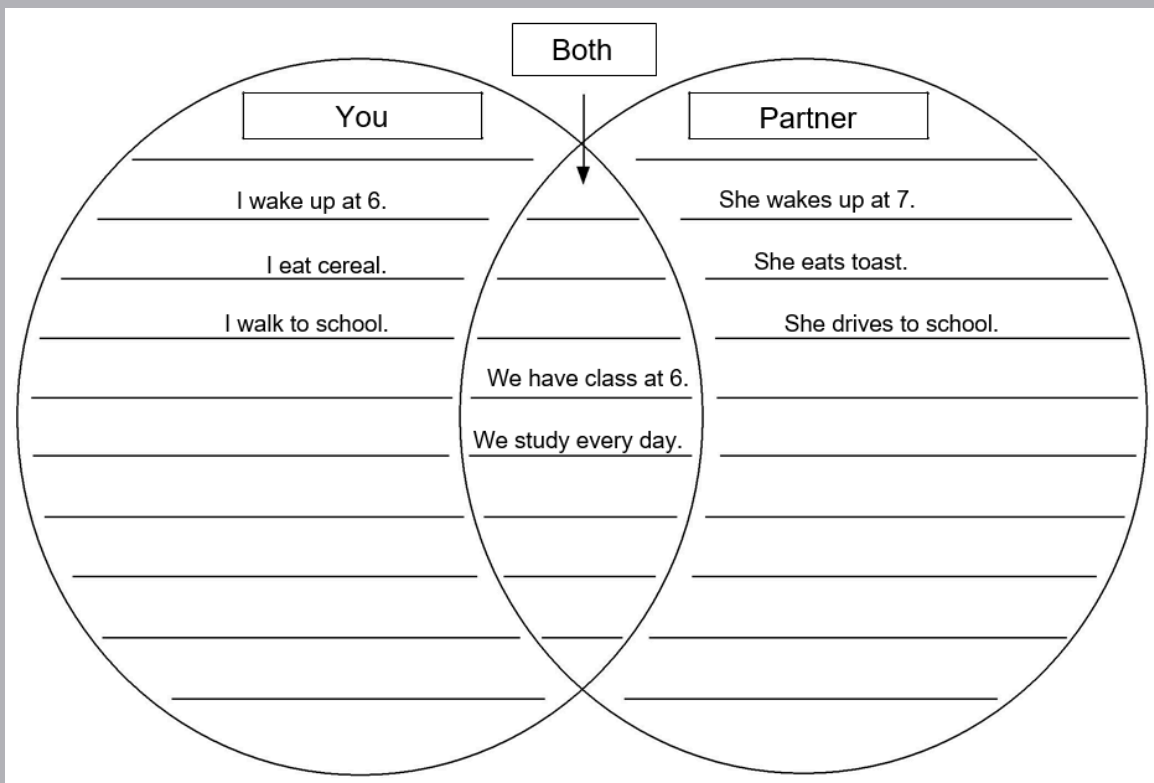 Both
You
Partner
I wake up at 6.
She wakes up at 7.
I eat cereal.
She eats toast.
I walk to school.
She drives to school.
We have class at 6.
We study every day.